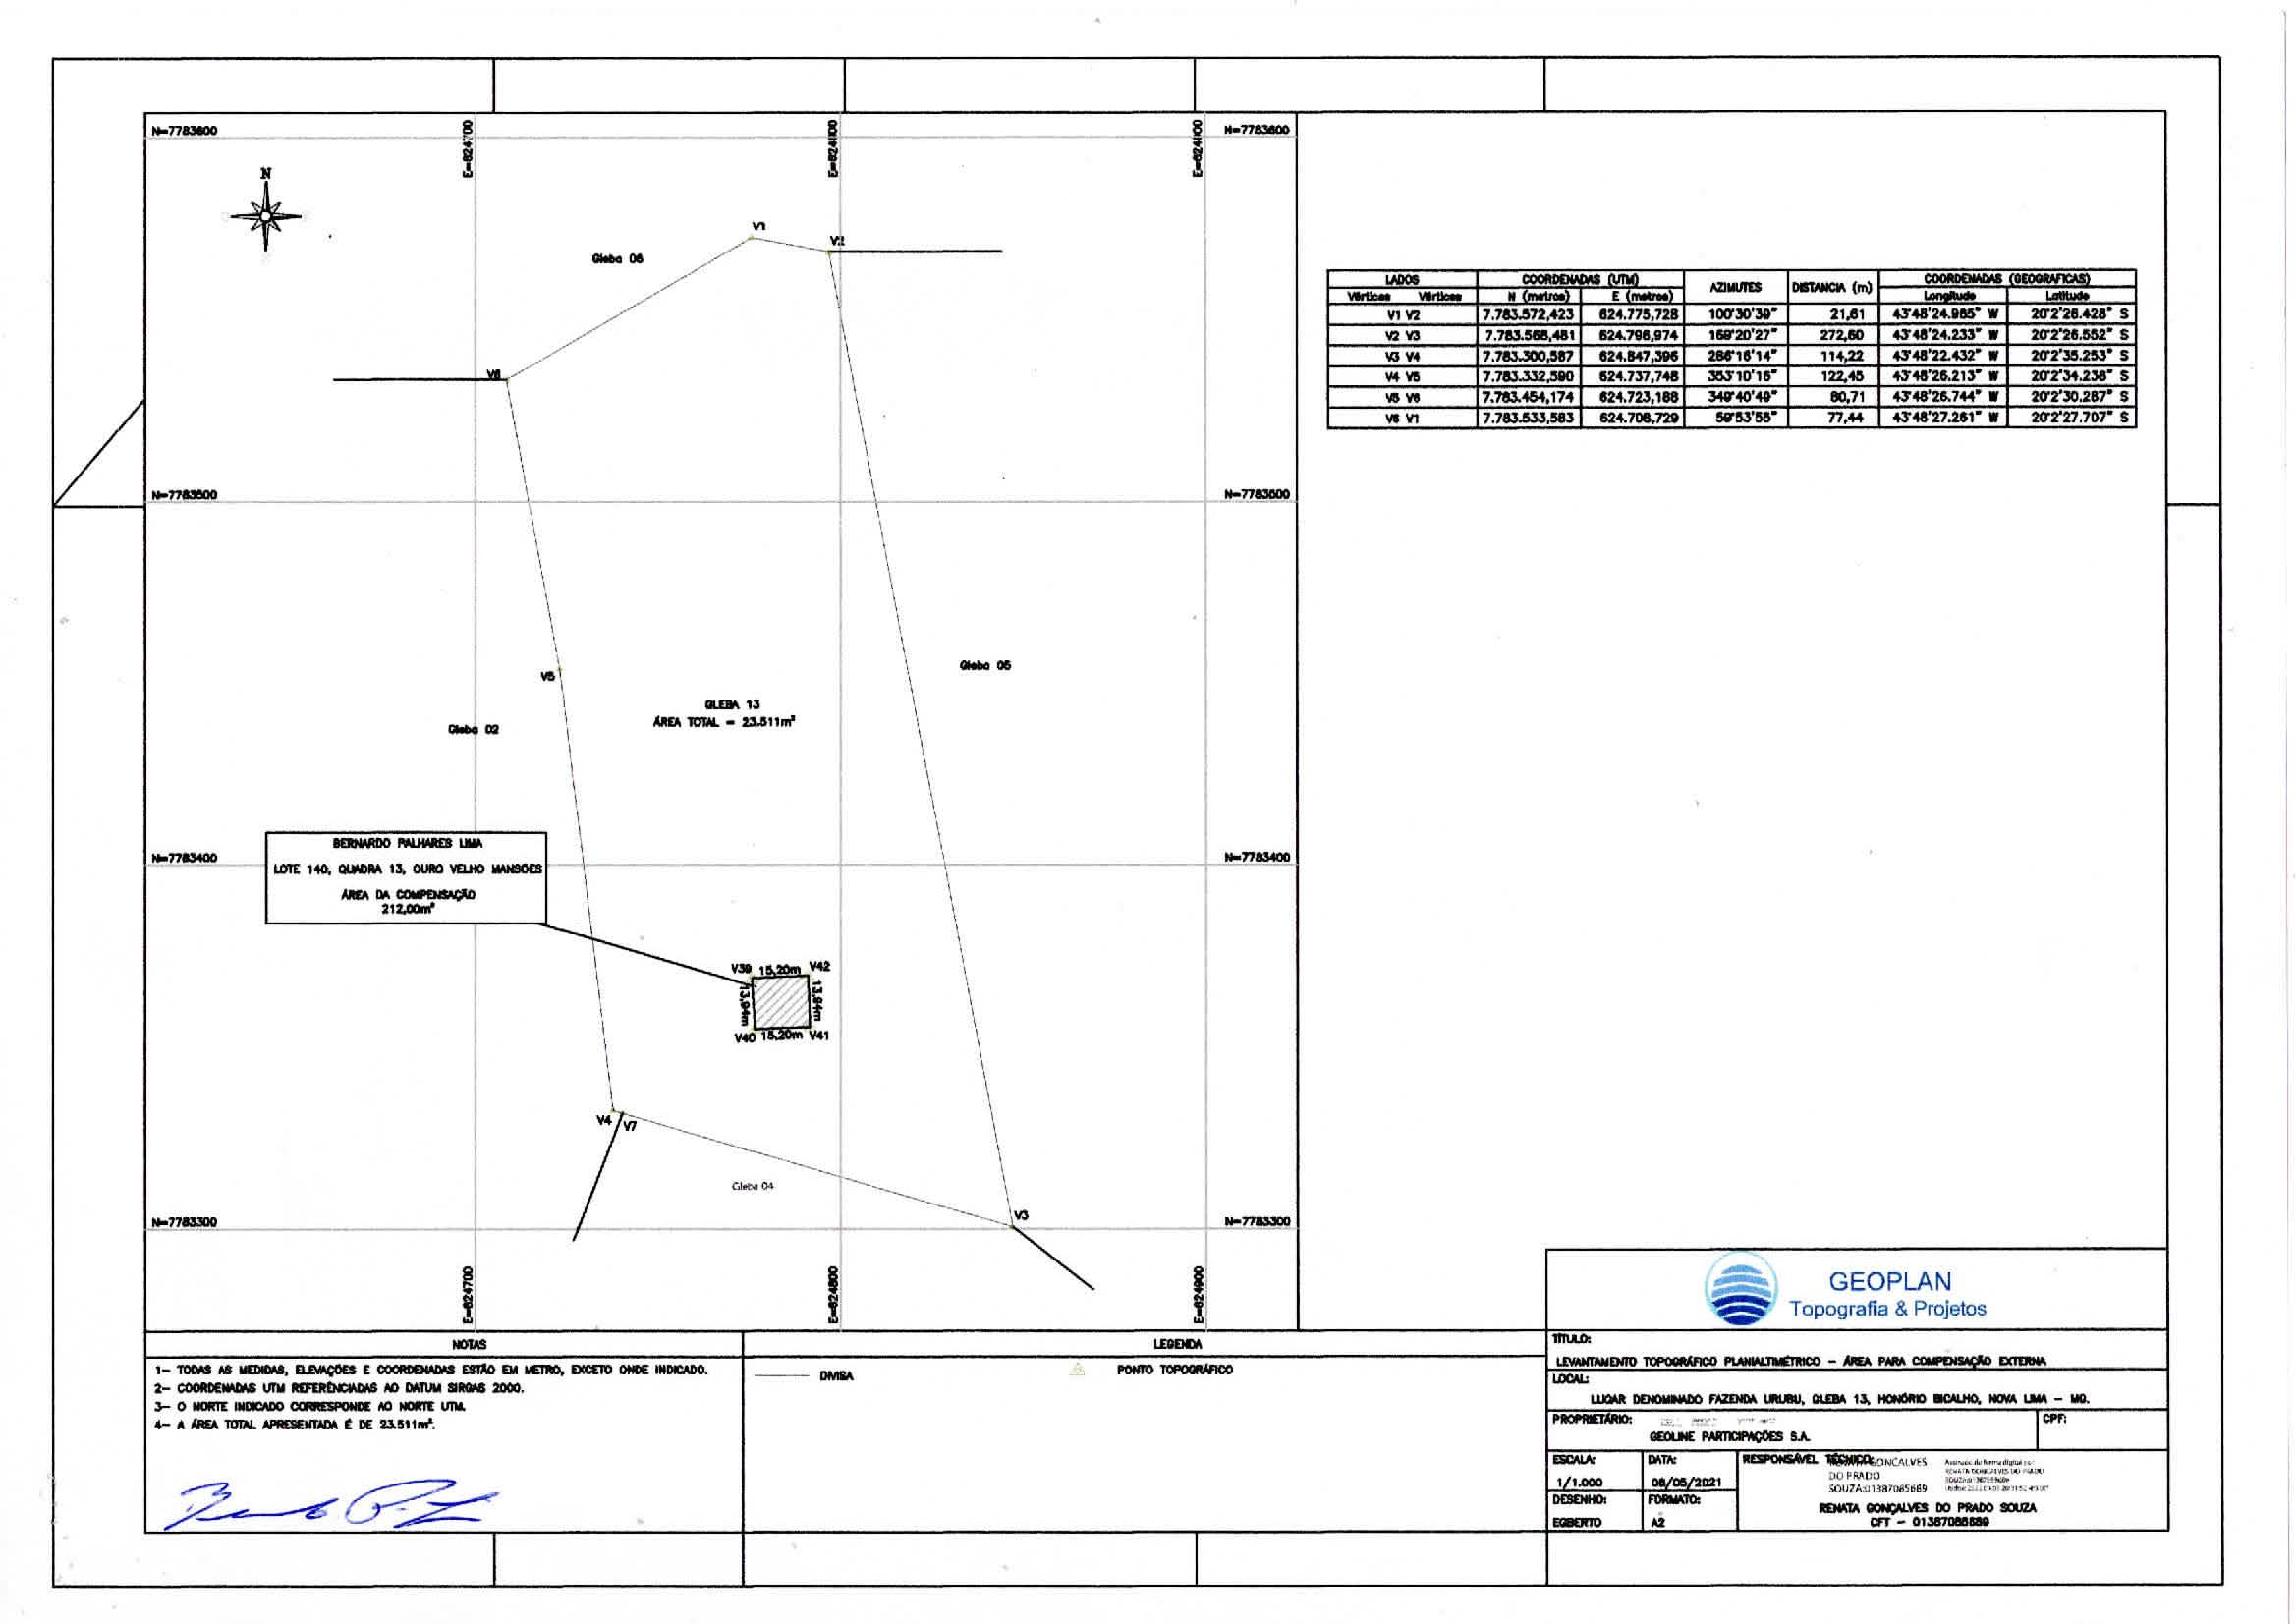 N=7783600
E=624700
E=624800
N=7783600
N
V1
V2
Gleba 06
V6
N=7783500
N=7783500
V5
Gleba 05
GLEBA 13
ÁREA TOTAL = 23.511m²
Gleba 02
BERNARDO PALHARES LIMA
LOTE 140, QUADRA 13, OURO VELHO MANSÕES
ÁREA DA COMPENSAÇÃO
212,00m²
N=7783400
N=7783400
V39 15,20m V42
13,94m
13,94m
V40 15,20m V41
V4
V7
Gleba 04
V3
N=7783300
N=7783300
E=624700
E=624800
E=624900
LADOS COORDENADAS (UTM) AZIMUTES DISTANCIA (m) COORDENADAS (GEOGRAFICAS)
Vértices Vértices N (metros) E (metros) Longitude Latitude
V1 V2 7.783.572,423 624.775,728 100°30'39" 21,61 43°48'24.965" W 20°2'26.428" S
V2 V3 7.783.568,481 624.796,974 169°20'27" 272,60 43°48'24.233" W 20°2'26.552" S
V3 V4 7.783.300,587 624.847,396 286°16'14" 114,22 43°48'22.432" W 20°2'35.253" S
V4 V5 7.783.332,590 624.737,748 353°10'16" 122,45 43°48'26.213" W 20°2'34.238" S
V5 V6 7.783.454,174 624.723,188 349°40'49" 80,71 43°48'26.744" W 20°2'30.287" S
V6 V1 7.783.533,583 624.708,729 59°53'55" 77,44 43°48'27.261" W 20°2'27.707" S
NOTAS
1- TODAS AS MEDIDAS, ELEVAÇÕES E COORDENADAS ESTÃO EM METRO, EXCETO ONDE INDICADO.
2- COORDENADAS UTM REFERÊNCIADAS AO DATUM SIRGAS 2000.
3- O NORTE INDICADO CORRESPONDE AO NORTE UTM.
4- A ÁREA TOTAL APRESENTADA É DE 23.511m².
LEGENDA
DIVISA
PONTO TOPOGRÁFICO
GEOPLAN
Topografia & Projetos
TÍTULO:
LEVANTAMENTO TOPOGRÁFICO PLANIALTIMÉTRICO - ÁREA PARA COMPENSAÇÃO EXTERNA
LOCAL:
LUGAR DENOMINADO FAZENDA URUBU, GLEBA 13, HONÓRIO BICALHO, NOVA LIMA - MG.
PROPRIETÁRIO:
GEOLINE PARTICIPAÇÕES S.A.
CPF:
ESCALA:
1/1.000
DATA:
06/05/2021
DESENHO:
EGBERTO
FORMATO:
A2
RESPONSÁVEL TÉCNICO:
GONCALVES
DO PRADO
SOUZA:01387085689
RENATA GONÇALVES DO PRADO SOUZA
CFT - 01387085689